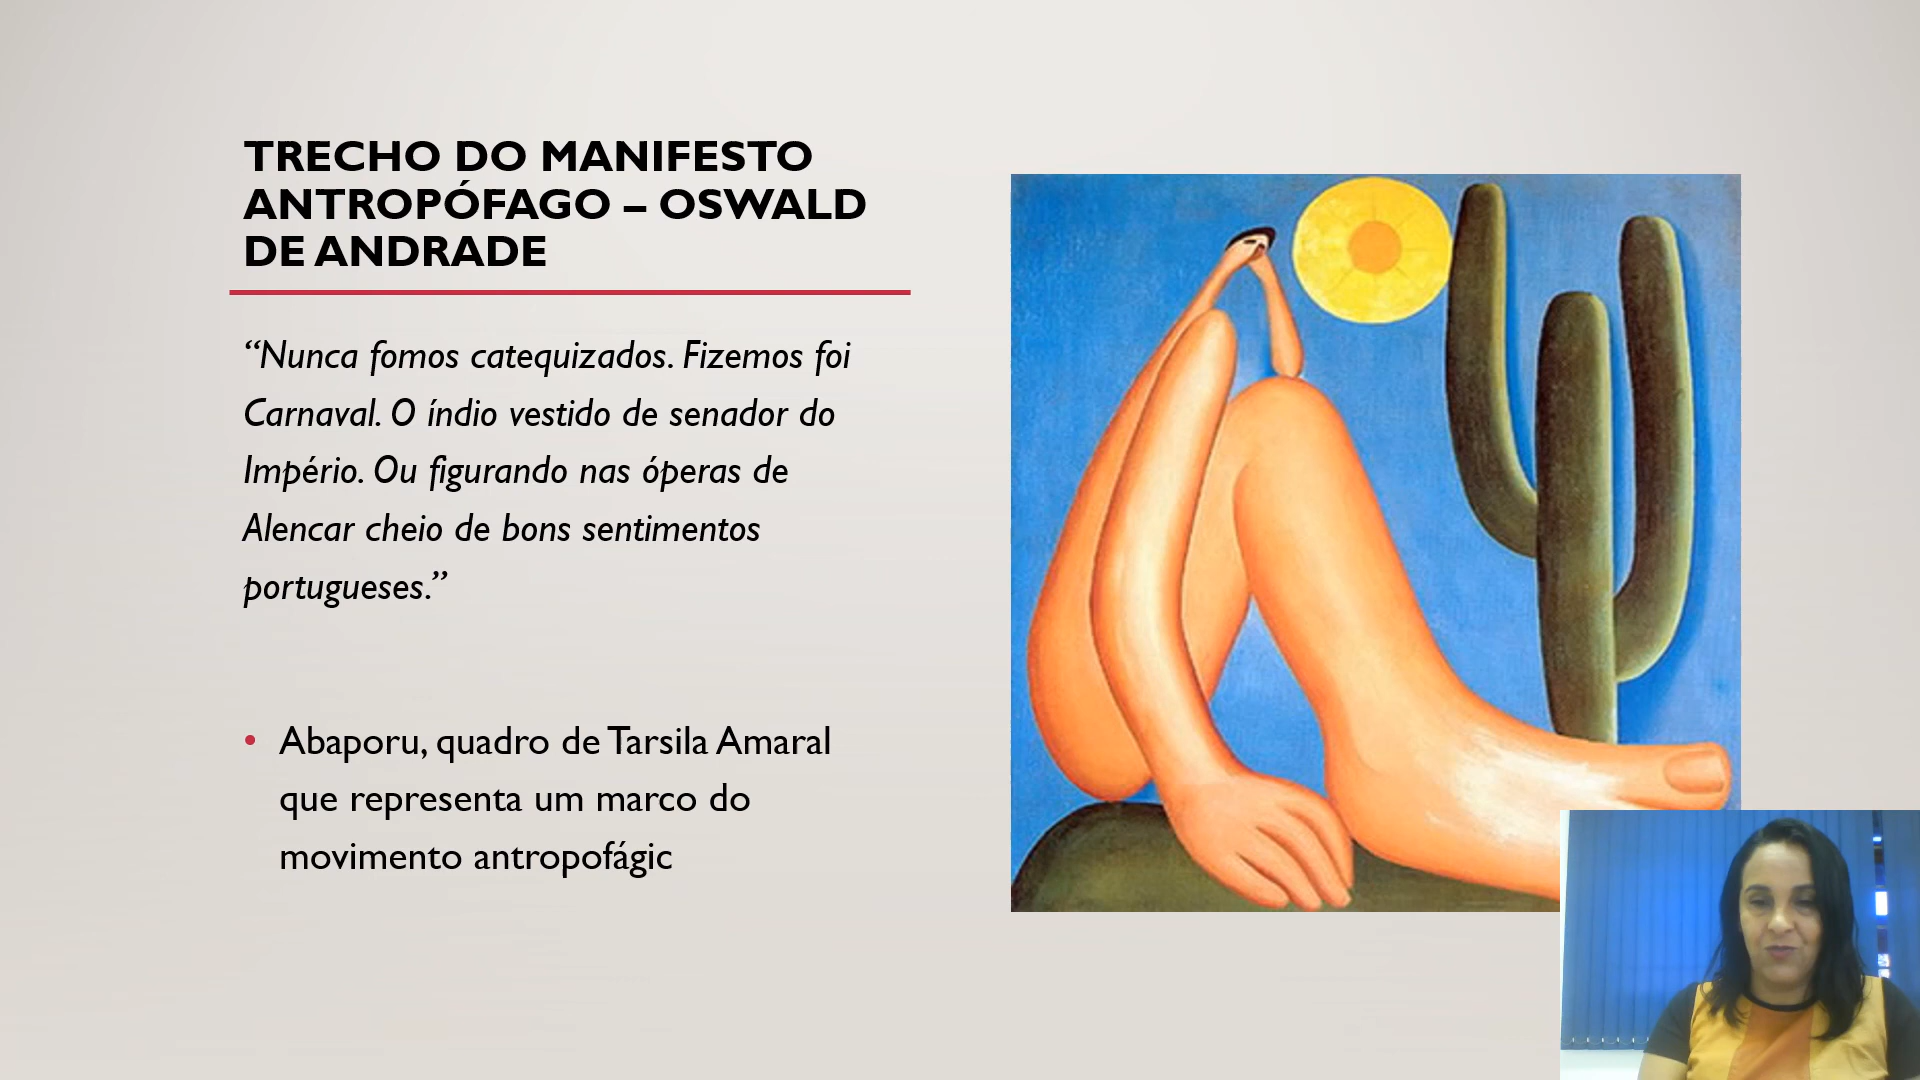 TRECHO DO MANIFESTO
ANTROPÓFAGO – OSWALD
DE ANDRADE
“Nunca fomos catequizados. Fizemos foi
Carnaval. O índio vestido de senador do
Império. Ou figurando nas óperas de
Alencar cheio de bons sentimentos
portugueses.”
• Abaporu, quadro de Tarsila Amaral
que representa um marco do
movimento antropofágic